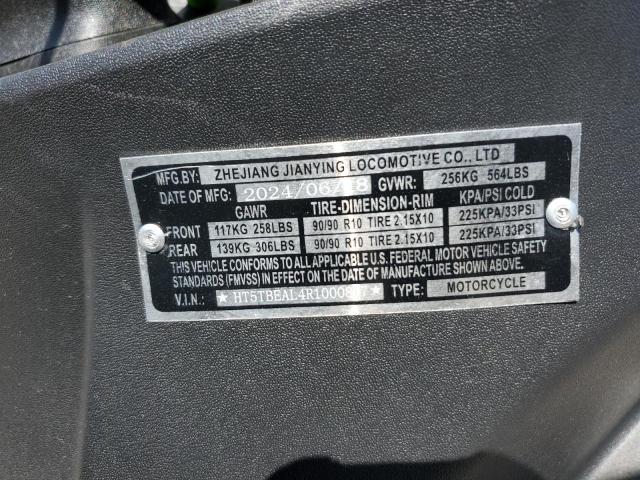 MFG.BY: ZHEJIANG JIANYING LOCOMOTIVE CO., LTD
DATE OF MFG: 2024/06/18 GVWR: 256KG 564LBS
GAWR TIRE-DIMENSION-RIM KPA/PSI COLD
FRONT 117KG 258LBS 90/90 R10 TIRE 2.15X10 225KPA/33PSI
REAR 139KG 306LBS 90/90 R10 TIRE 2.15X10 225KPA/33PSI
THIS VEHICLE CONFORMS TO ALL APPLICABLE U.S. FEDERAL MOTOR VEHICLE SAFETY
STANDARDS (FMVSS) IN EFFECT ON THE DATE OF MANUFACTURE SHOWN ABOVE.
V.I.N.: TYPE: MOTORCYCLE